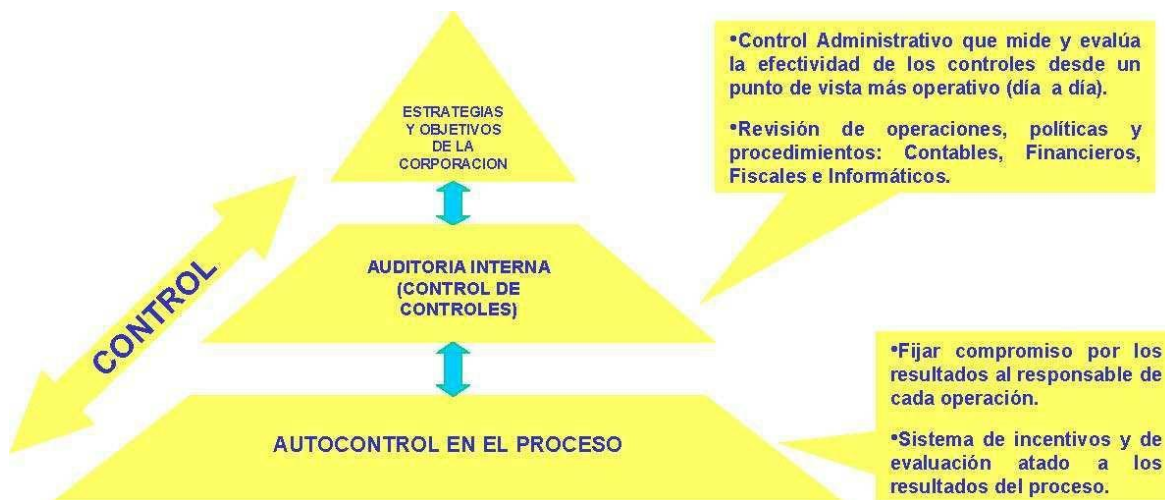 ESTRATEGIAS
Y OBJETIVOS
DE LA
CORPORACION
•Control Administrativo que mide y evalúa
la efectividad de los controles desde un
punto de vista más operativo (día a día).
•Revisión de operaciones, políticas y
procedimientos: Contables, Financieros,
Fiscales e Informáticos.
CONTROL
AUDITORIA INTERNA
(CONTROL DE
CONTROLES)
•Fijar compromiso por los
resultados al responsable de
cada operación.
•Sistema de incentivos y de
evaluación atado a los
resultados del proceso.
AUTOCONTROL EN EL PROCESO